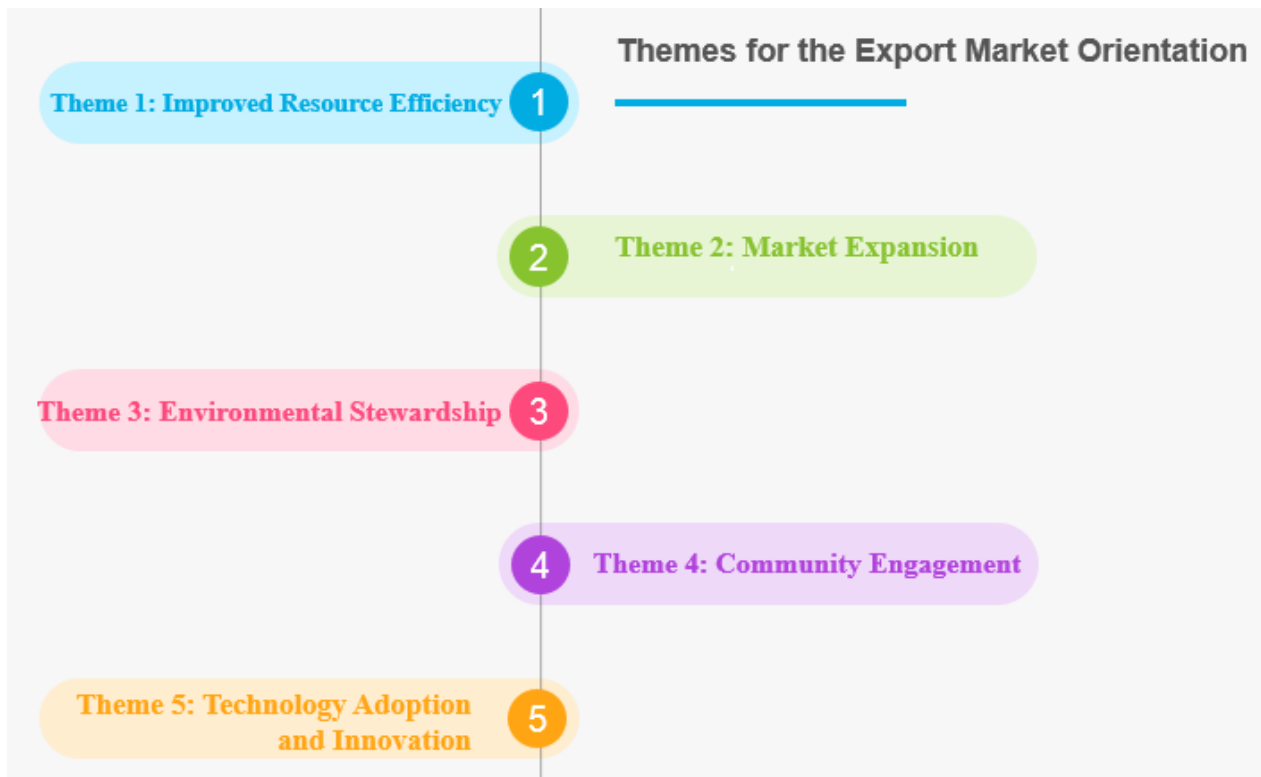 Themes for the Export Market Orientation
Theme 1: Improved Resource Efficiency
1
2
Theme 2: Market Expansion
Theme 3: Environmental Stewardship
3
4
Theme 4: Community Engagement
Theme 5: Technology Adoption
and Innovation
5